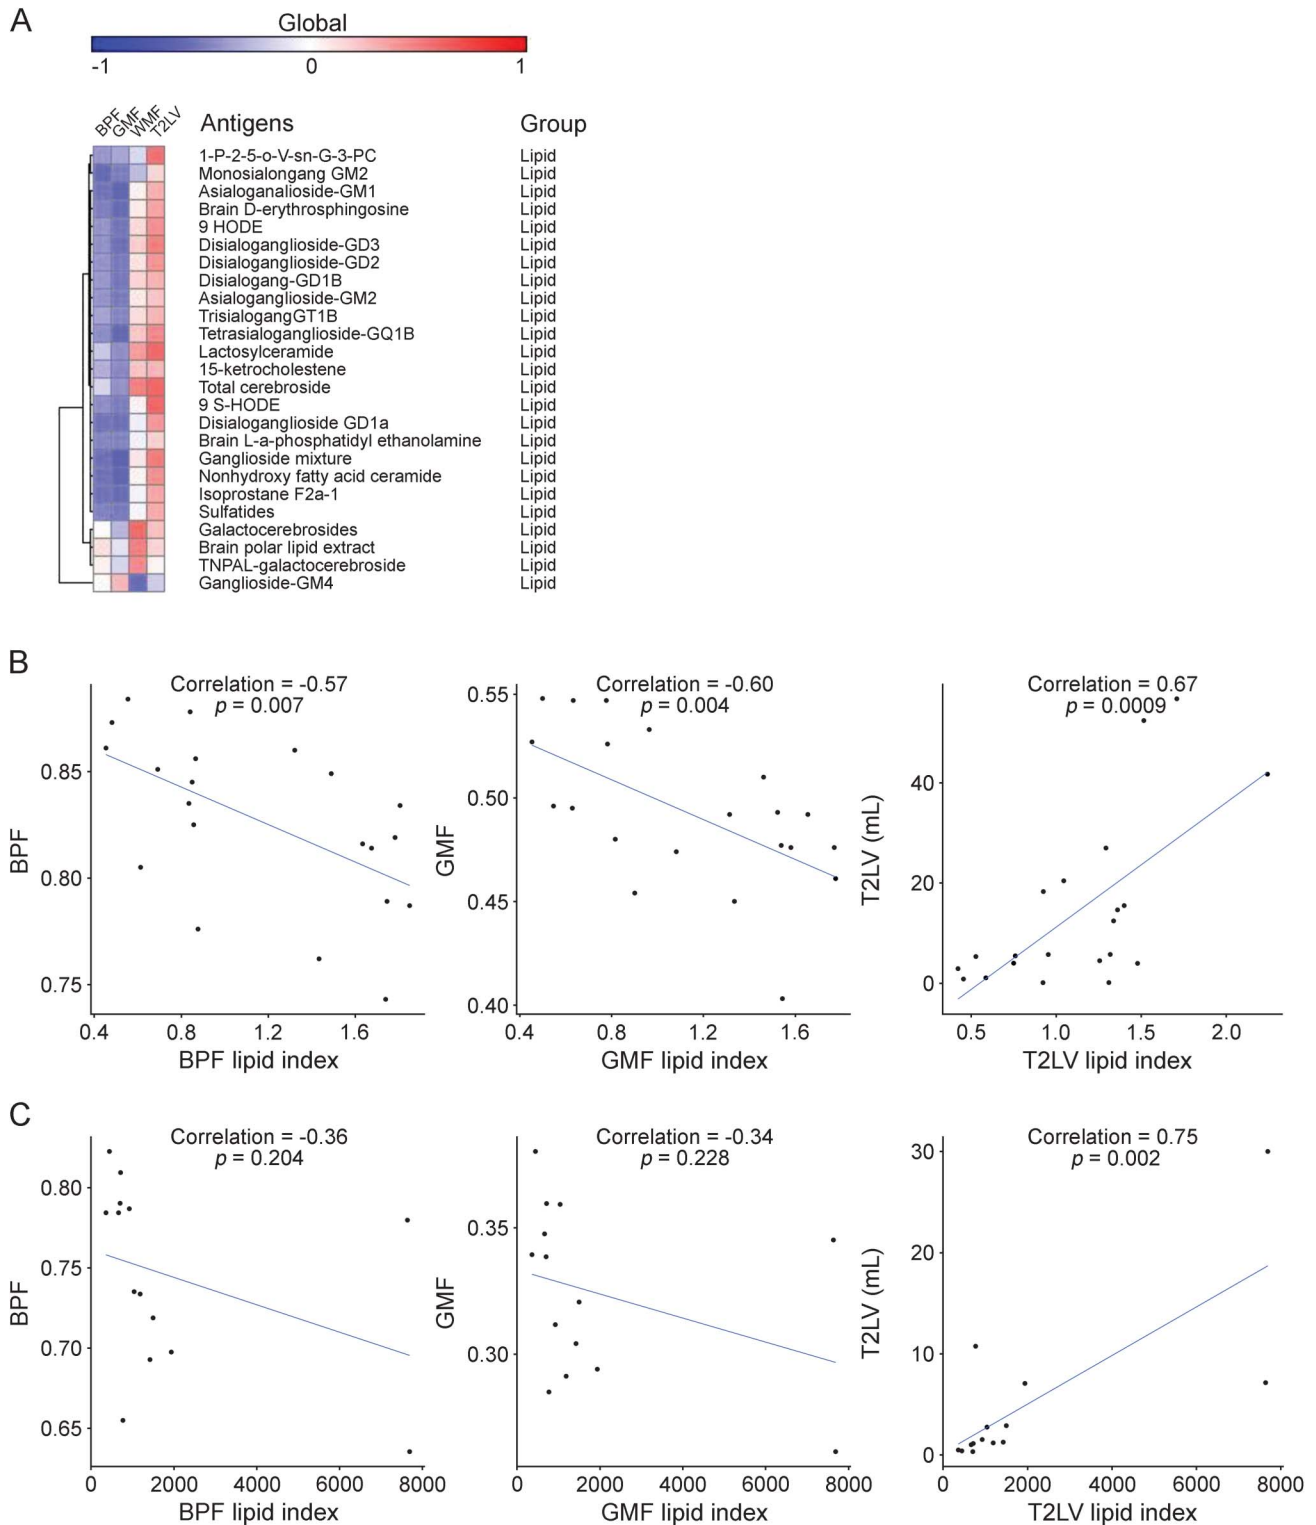 A
Global
-1 0 1
BPF GMF WMF T2LV Antigens Group
1-P-2-5-o-V-sn-G-3-PC Lipid
Monosialongang GM2 Lipid
Asialoganalioside-GM1 Lipid
Brain D-erythrosphingosine Lipid
9 HODE Lipid
Disialoganglioside-GD3 Lipid
Disialoganglioside-GD2 Lipid
Disialogang-GD1B Lipid
Asialoganglioside-GM2 Lipid
TrisialogangGT1B Lipid
Tetrasialoganglioside-GQ1B Lipid
Lactosylceramide Lipid
15-ketrocholestene Lipid
Total cerebroside Lipid
9 S-HODE Lipid
Disialoganglioside GD1a Lipid
Brain L-a-phosphatidyl ethanolamine Lipid
Ganglioside mixture Lipid
Nonhydroxy fatty acid ceramide Lipid
Isoprostane F2a-1 Lipid
Sulfatides Lipid
Galactocerebrosides Lipid
Brain polar lipid extract Lipid
TNPAL-galactocerebroside Lipid
Ganglioside-GM4 Lipid
B
Correlation = -0.57
p = 0.007
BPF
0.85
0.80
0.75
0.4 0.8 1.2 1.6
BPF lipid index
Correlation = -0.60
p = 0.004
GMF
0.55
0.50
0.45
0.40
0.4 0.8 1.2 1.6
GMF lipid index
Correlation = 0.67
p = 0.0009
T2LV (mL)
40
20
0
0.5 1.0 1.5 2.0
T2LV lipid index
C
Correlation = -0.36
p = 0.204
BPF
0.80
0.75
0.70
0.65
0 2000 4000 6000 8000
BPF lipid index
Correlation = -0.34
p = 0.228
GMF
0.35
0.30
0 2000 4000 6000 8000
GMF lipid index
Correlation = 0.75
p = 0.002
T2LV (mL)
30
20
10
0
0 2000 4000 6000 8000
T2LV lipid index